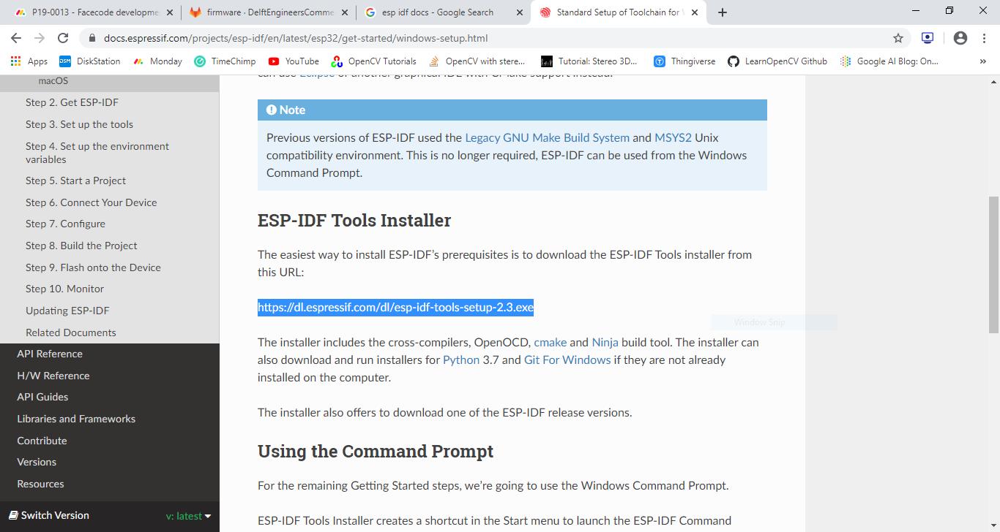 P19-0013 - Facecode developme
firmware · DelftEngineersComme
esp idf docs - Google Search
Standard Setup of Toolchain for
docs.espressif.com/projects/esp-idf/en/latest/esp32/get-started/windows-setup.html
Apps
DSM DiskStation
Monday
TimeChimp
YouTube
OpenCV Tutorials
OpenCV with stere...
Tutorial: Stereo 3D...
Thingiverse
LearnOpenCV Github
Google AI Blog: On...
macOS
Step 2. Get ESP-IDF
Step 3. Set up the tools
Step 4. Set up the environment
variables
Step 5. Start a Project
Step 6. Connect Your Device
Step 7. Configure
Step 8. Build the Project
Step 9. Flash onto the Device
Step 10. Monitor
Updating ESP-IDF
Related Documents
API Reference
H/W Reference
API Guides
Libraries and Frameworks
Contribute
Versions
Resources
Switch Version
v: latest
can use Eclipse or another graphical IDE with CMake support instead.
Note
Previous versions of ESP-IDF used the Legacy GNU Make Build System and MSYS2 Unix
compatibility environment. This is no longer required, ESP-IDF can be used from the Windows
Command Prompt.
ESP-IDF Tools Installer
The easiest way to install ESP-IDF’s prerequisites is to download the ESP-IDF Tools installer from
this URL:
https://dl.espressif.com/dl/esp-idf-tools-setup-2.3.exe
Window Snip
The installer includes the cross-compilers, OpenOCD, cmake and Ninja build tool. The installer can
also download and run installers for Python 3.7 and Git For Windows if they are not already
installed on the computer.
The installer also offers to download one of the ESP-IDF release versions.
Using the Command Prompt
For the remaining Getting Started steps, we’re going to use the Windows Command Prompt.
ESP-IDF Tools Installer creates a shortcut in the Start menu to launch the ESP-IDF Command